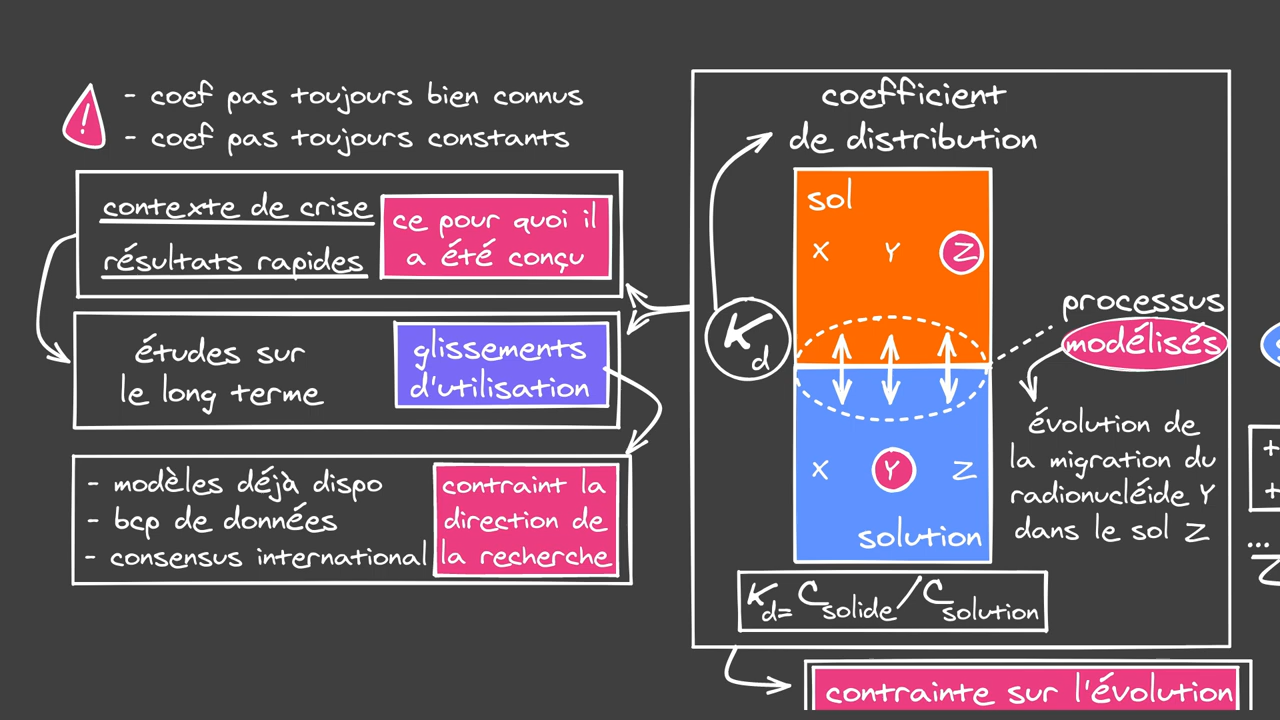 - coef pas toujours bien connus
- coef pas toujours constants
contexte de crise
résultats rapides
ce pour quoi il
a été conçu
études sur
le long terme
glissements
d'utilisation
- modèles déjà dispo
- bcp de données
- consensus international
contraint la
direction de
la recherche
coefficient
de distribution
Kd
sol
X Y Z
X Y Z
solution
Kd= Csolide/Csolution
processus
modélisés
évolution de
la migration du
radionucléide Y
dans le sol Z
contrainte sur l'évolution
+
+
...